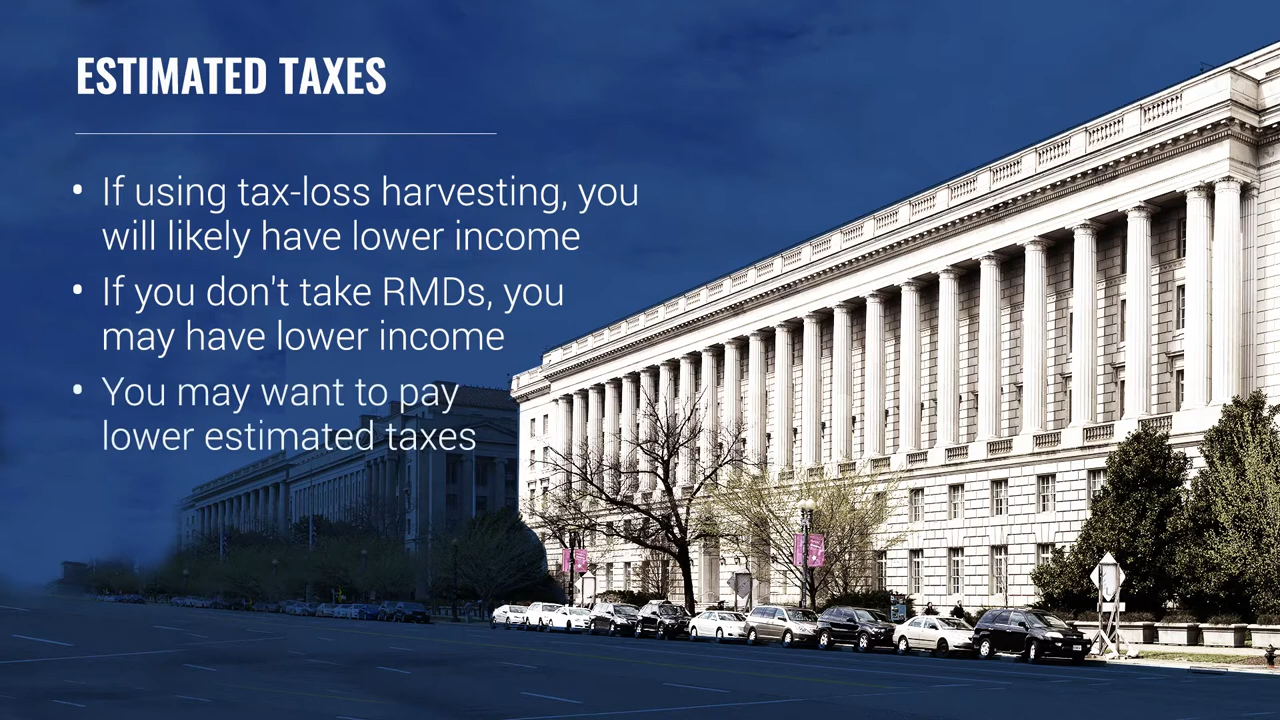 ESTIMATED TAXES
• If using tax-loss harvesting, you
will likely have lower income
• If you don't take RMDs, you
may have lower income
• You may want to pay
lower estimated taxes